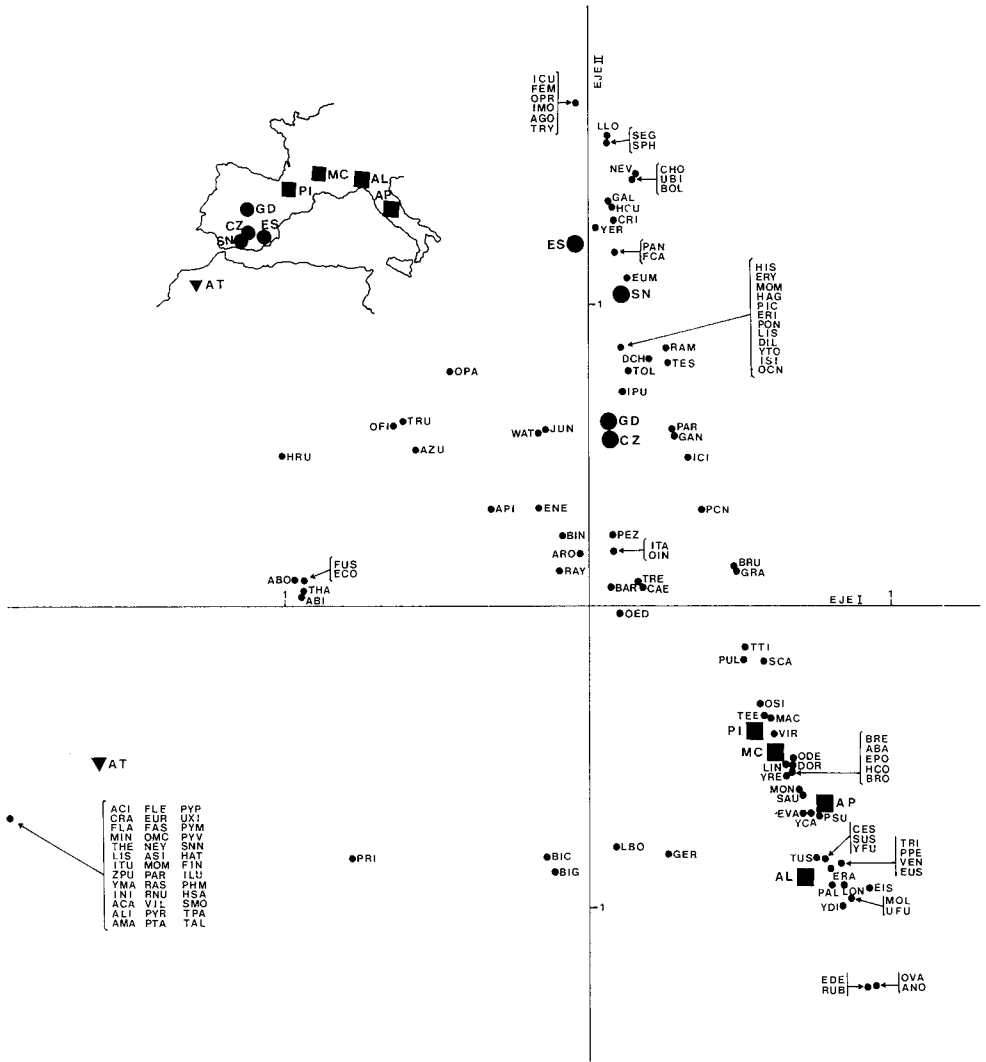 EJE II
ICU
FEM
OPR
IMO
AGO
TRY
LLO
SEG
SPH
NEV
CHO
UBI
BOL
GAL
HCU
CRI
YER
ES
PAN
FCA
EUM
SN
MC
AL
PI
AP
GD
CZ
ES
SN
AT
HIS
ERY
MOM
HAG
PIC
ERI
PON
LIS
DIL
YTO
ISI
OCN
1
RAM
DCH
TES
TOL
OPA
IPU
TRU
OFI
GD
CZ
JUN
WAT
PAR
GAN
AZU
HRU
ICI
API
ENE
PCN
BIN
PEZ
ARO
ITA
OIN
RAY
BRU
GRA
FUS
ECO
ABO
THA
ABI
BAR
TRE
CAE
1
EJE I
1
OED
TTI
PUL
SCA
OSI
TEE
MAC
PI
VIR
MC
ODE
LIN
DOR
YRE
BRE
ABA
EPO
HCO
BRO
AT
MON
SAU
AP
EVA
YCA
PSU
ACI FLE PYP
CRA EUR UXI
FLA FAS PYM
MIN OMC PYV
THE NEY SNN
LIS ASI HAT
ITU MOM FIN
ZPU PAR ILU
YMA RAS PHM
INI RNU HSA
ACA VIL SMO
ALI PYR TPA
AMA PTA TAL
PRI
BIC
BIG
LBO
GER
TUS
CES
SUS
YFU
TRI
PPE
VEN
EUS
AL
ERA
PAL
LON
EIS
YDI
MOL
UFU
1
EDE
RUB
OVA
ANO